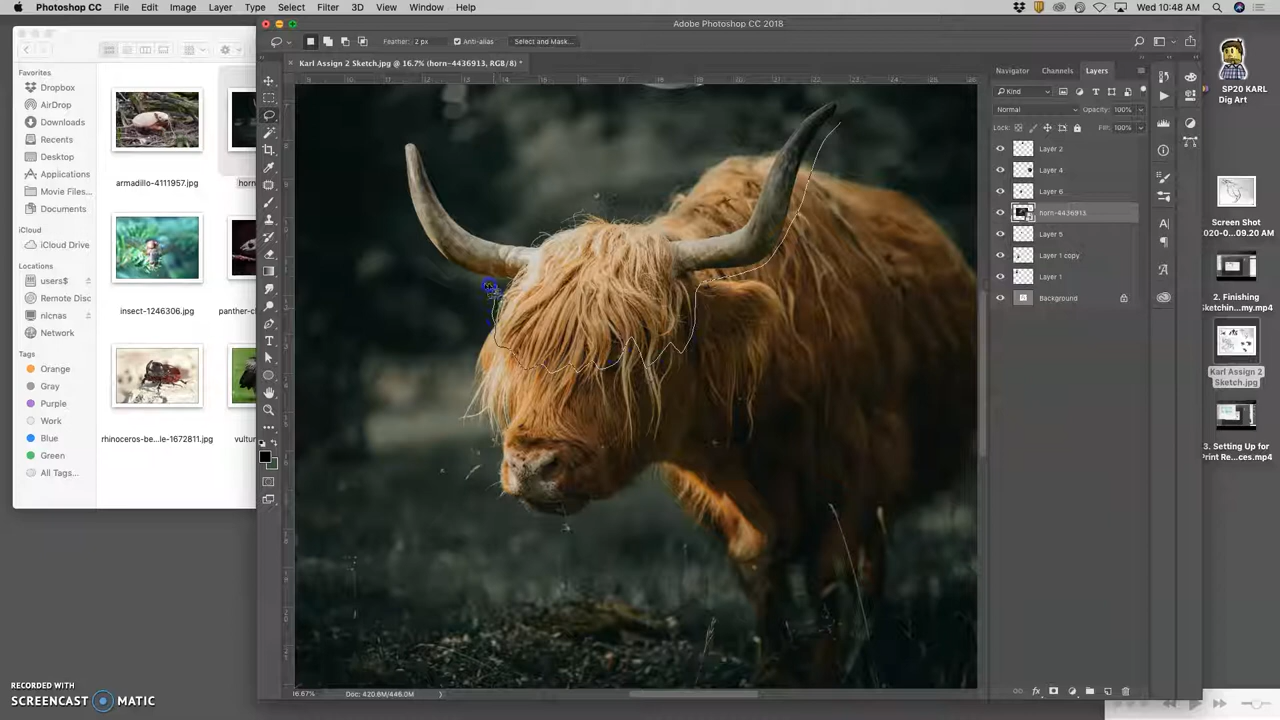 Photoshop CC File Edit Image Layer Type Select Filter 3D View Window Help
Wed 10:48 AM
Adobe Photoshop CC 2018
Feather: 2 px Anti-alias Select and Mask...
Karl Assign 2 Sketch.jpg @ 16.7% (horn-4436913, RGB/8) *
Favorites
Dropbox
AirDrop
Downloads
Recents
Desktop
Applications
Movie Files...
Pictures
Music
Documents
iCloud
iCloud Drive
Locations
users$
Remote Disc
nlcnas
Network
Tags
Orange
Gray
Purple
Work
Blue
Green
All Tags...
armadillo-4111957.jpg
horn
insect-1246306.jpg
panther-c
rhinoceros-be...le-1672811.jpg
vultur
Navigator Channels Layers
Kind
Normal Opacity: 100%
Lock: Fill: 100%
Layer 2
Layer 4
Layer 6
horn-4436913
Layer 5
Layer 1 copy
Layer 1
Background
SP20 KARL
Dig Art
Screen Shot
2020-0...09.20 AM
2. Finishing
Sketchin...my.mp4
Karl Assign 2
Sketch.jpg
3. Setting Up for
Print Re...ces.mp4
16.67% Doc: 420.6M/446.0M
RECORDED WITH
SCREENCAST MATIC